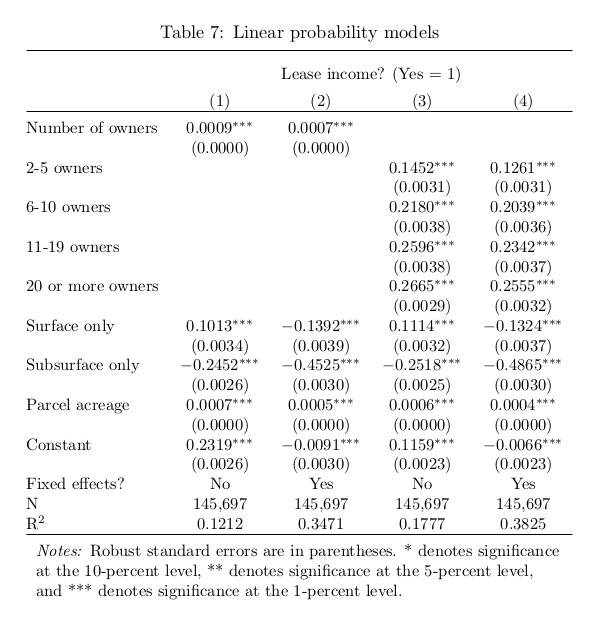 Table 7: Linear probability models
Lease income? (Yes = 1)
(1) (2) (3) (4)
Number of owners 0.0009*** 0.0007***
(0.0000) (0.0000)
2-5 owners 0.1452*** 0.1261***
(0.0031) (0.0031)
6-10 owners 0.2180*** 0.2039***
(0.0038) (0.0036)
11-19 owners 0.2596*** 0.2342***
(0.0038) (0.0037)
20 or more owners 0.2665*** 0.2555***
(0.0029) (0.0032)
Surface only 0.1013*** −0.1392*** 0.1114*** −0.1324***
(0.0034) (0.0039) (0.0032) (0.0037)
Subsurface only −0.2452*** −0.4525*** −0.2518*** −0.4865***
(0.0026) (0.0030) (0.0025) (0.0030)
Parcel acreage 0.0007*** 0.0005*** 0.0006*** 0.0004***
(0.0000) (0.0000) (0.0000) (0.0000)
Constant 0.2319*** −0.0091*** 0.1159*** −0.0066***
(0.0026) (0.0030) (0.0023) (0.0023)
Fixed effects? No Yes No Yes
N 145,697 145,697 145,697 145,697
R² 0.1212 0.3471 0.1777 0.3825
Notes: Robust standard errors are in parentheses. * denotes significance
at the 10-percent level, ** denotes significance at the 5-percent level,
and *** denotes significance at the 1-percent level.